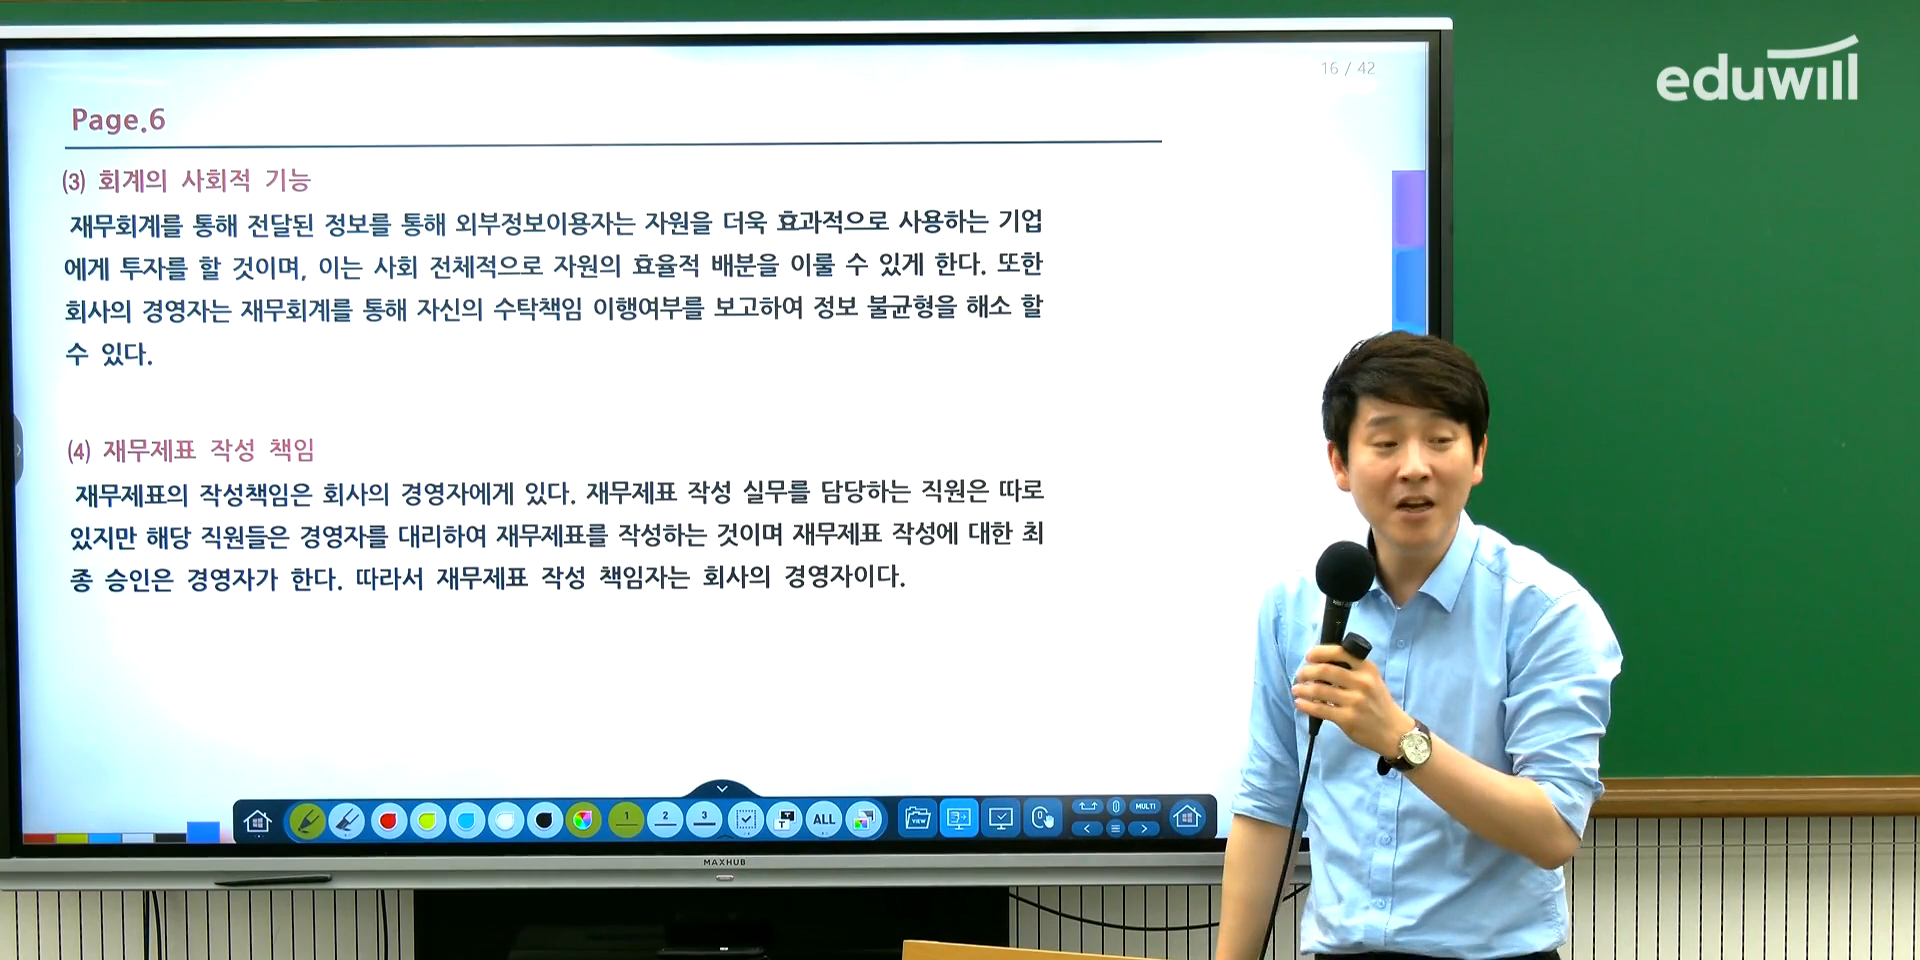 16 / 42
eduwill
Page.6
(3) 회계의 사회적 기능
재무회계를 통해 전달된 정보를 통해 외부정보이용자는 자원을 더욱 효과적으로 사용하는 기업
에게 투자를 할 것이며, 이는 사회 전체적으로 자원의 효율적 배분을 이룰 수 있게 한다. 또한
회사의 경영자는 재무회계를 통해 자신의 수탁책임 이행여부를 보고하여 정보 불균형을 해소 할
수 있다.
(4) 재무제표 작성 책임
재무제표의 작성책임은 회사의 경영자에게 있다. 재무제표 작성 실무를 담당하는 직원은 따로
있지만 해당 직원들은 경영자를 대리하여 재무제표를 작성하는 것이며 재무제표 작성에 대한 최
종 승인은 경영자가 한다. 따라서 재무제표 작성 책임자는 회사의 경영자이다.
1 2 3 ALL VIEW MULTI
MAXHUB